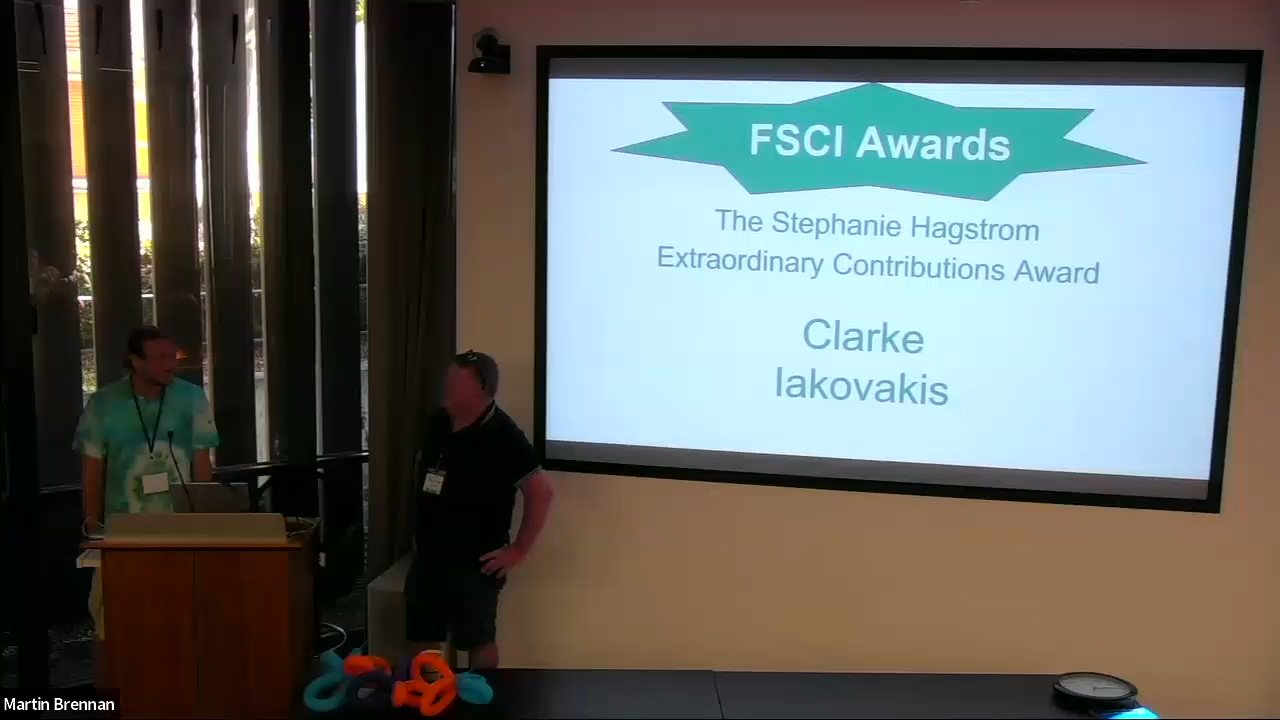 FSCI Awards
The Stephanie Hagstrom
Extraordinary Contributions Award
Clarke
Iakovakis
Martin Brennan